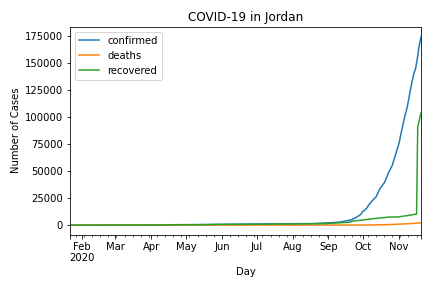 COVID-19 in Jordan
confirmed
deaths
recovered
175000
150000
125000
100000
75000
50000
25000
0
Number of Cases
Feb Mar Apr May Jun Jul Aug Sep Oct Nov
2020
Day